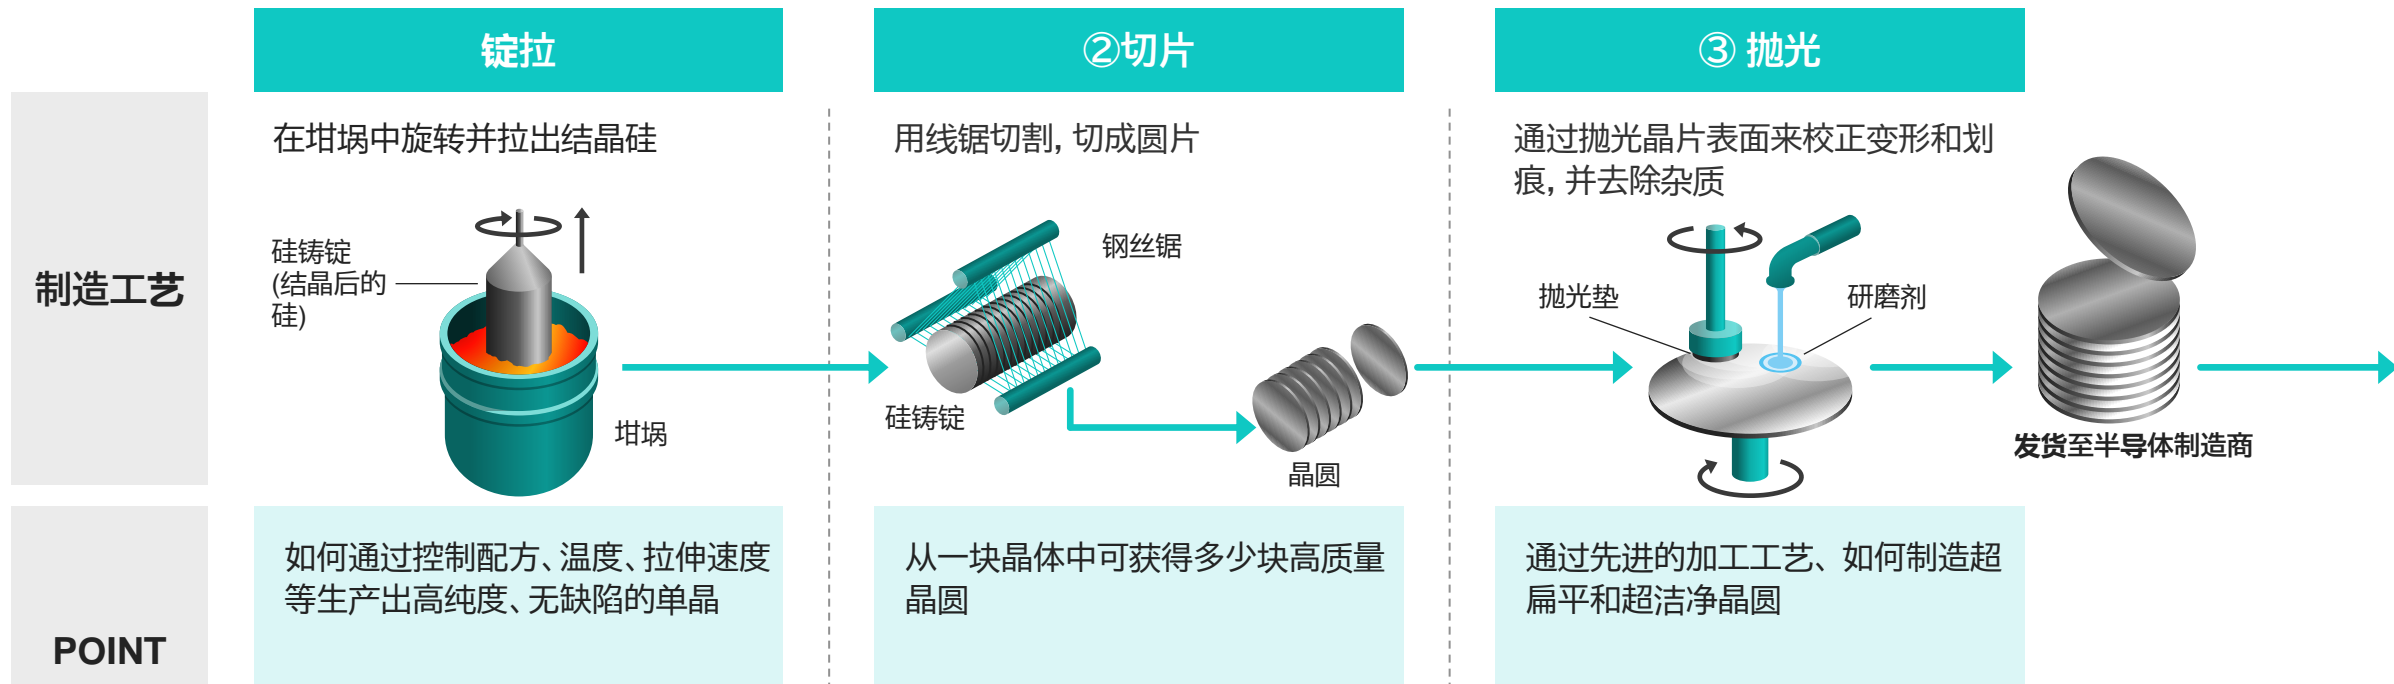 锭拉
②切片
③ 抛光
制造工艺
在坩埚中旋转并拉出结晶硅
硅铸锭
(结晶后的
硅)
坩埚
用线锯切割, 切成圆片
钢丝锯
硅铸锭
晶圆
通过抛光晶片表面来校正变形和划
痕, 并去除杂质
抛光垫
研磨剂
发货至半导体制造商
POINT
如何通过控制配方、温度、拉伸速度
等生产出高纯度、无缺陷的单晶
从一块晶体中可获得多少块高质量
晶圆
通过先进的加工工艺、如何制造超
扁平和超洁净晶圆